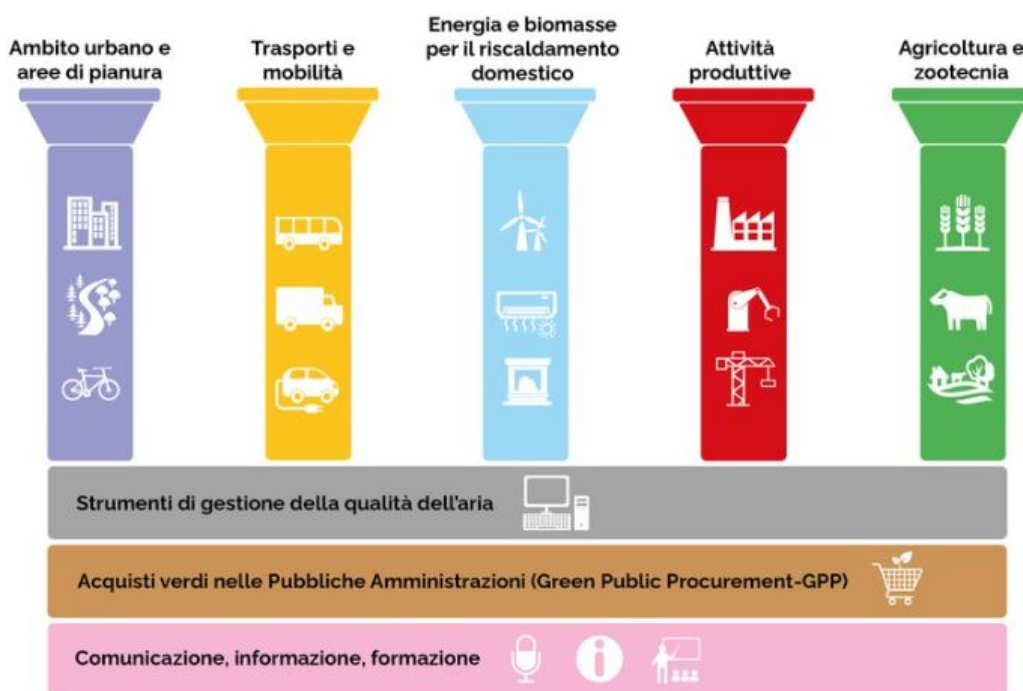 Ambito urbano e
aree di pianura
Trasporti e
mobilità
Energia e biomasse
per il riscaldamento
domestico
Attività
produttive
Agricoltura e
zootecnia
Strumenti di gestione della qualità dell'aria
Acquisti verdi nelle Pubbliche Amministrazioni (Green Public Procurement-GPP)
Comunicazione, informazione, formazione